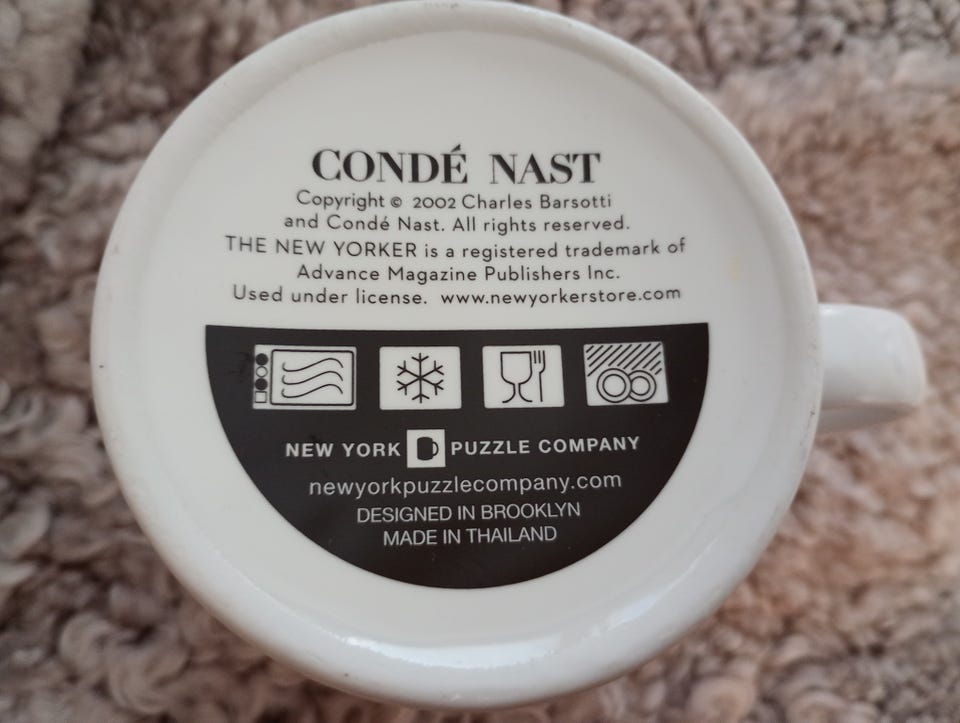 CONDÉ NAST
Copyright © 2002 Charles Barsotti
and Condé Nast. All rights reserved.
THE NEW YORKER is a registered trademark of
Advance Magazine Publishers Inc.
Used under license. www.newyorkerstore.com
NEW YORK PUZZLE COMPANY
newyorkpuzzlecompany.com
DESIGNED IN BROOKLYN
MADE IN THAILAND